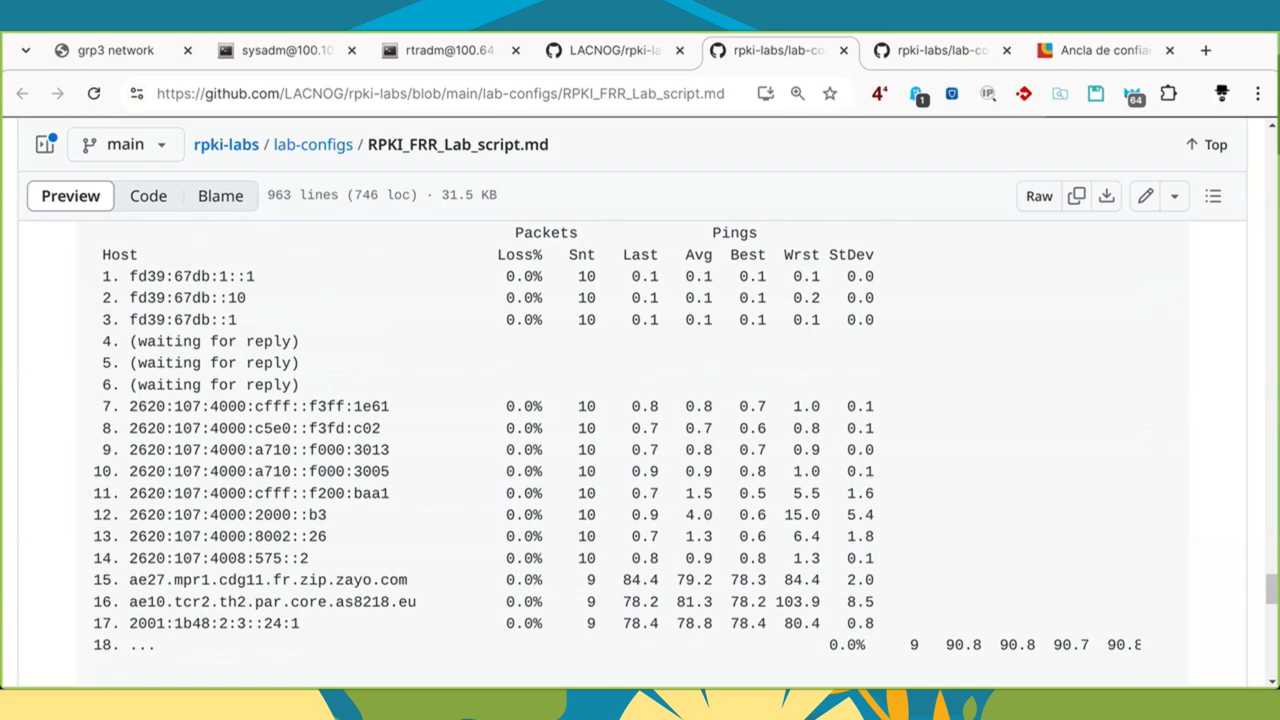 grp3 network
sysadm@100.10
rtradm@100.64
LACNOG/rpki-la
rpki-labs/lab-co
rpki-labs/lab-co
Ancla de confia
https://github.com/LACNOG/rpki-labs/blob/main/lab-configs/RPKI_FRR_Lab_script.md
4⁴
1
IP
64
main
rpki-labs / lab-configs / RPKI_FRR_Lab_script.md
Top
Preview Code Blame 963 lines (746 loc) · 31.5 KB
Raw
Packets Pings
Host Loss% Snt Last Avg Best Wrst StDev
1. fd39:67db:1::1 0.0% 10 0.1 0.1 0.1 0.1 0.0
2. fd39:67db::10 0.0% 10 0.1 0.1 0.1 0.2 0.0
3. fd39:67db::1 0.0% 10 0.1 0.1 0.1 0.1 0.0
4. (waiting for reply)
5. (waiting for reply)
6. (waiting for reply)
7. 2620:107:4000:cfff::f3ff:1e61 0.0% 10 0.8 0.8 0.7 1.0 0.1
8. 2620:107:4000:c5e0::f3fd:c02 0.0% 10 0.7 0.7 0.6 0.8 0.1
9. 2620:107:4000:a710::f000:3013 0.0% 10 0.7 0.8 0.7 0.9 0.0
10. 2620:107:4000:a710::f000:3005 0.0% 10 0.9 0.9 0.8 1.0 0.1
11. 2620:107:4000:cfff::f200:baa1 0.0% 10 0.7 1.5 0.5 5.5 1.6
12. 2620:107:4000:2000::b3 0.0% 10 0.9 4.0 0.6 15.0 5.4
13. 2620:107:4000:8002::26 0.0% 10 0.7 1.3 0.6 6.4 1.8
14. 2620:107:4008:575::2 0.0% 10 0.8 0.9 0.8 1.3 0.1
15. ae27.mpr1.cdg11.fr.zip.zayo.com 0.0% 9 84.4 79.2 78.3 84.4 2.0
16. ae10.tcr2.th2.par.core.as8218.eu 0.0% 9 78.2 81.3 78.2 103.9 8.5
17. 2001:1b48:2:3::24:1 0.0% 9 78.4 78.8 78.4 80.4 0.8
18. ... 0.0% 9 90.8 90.8 90.7 90.8